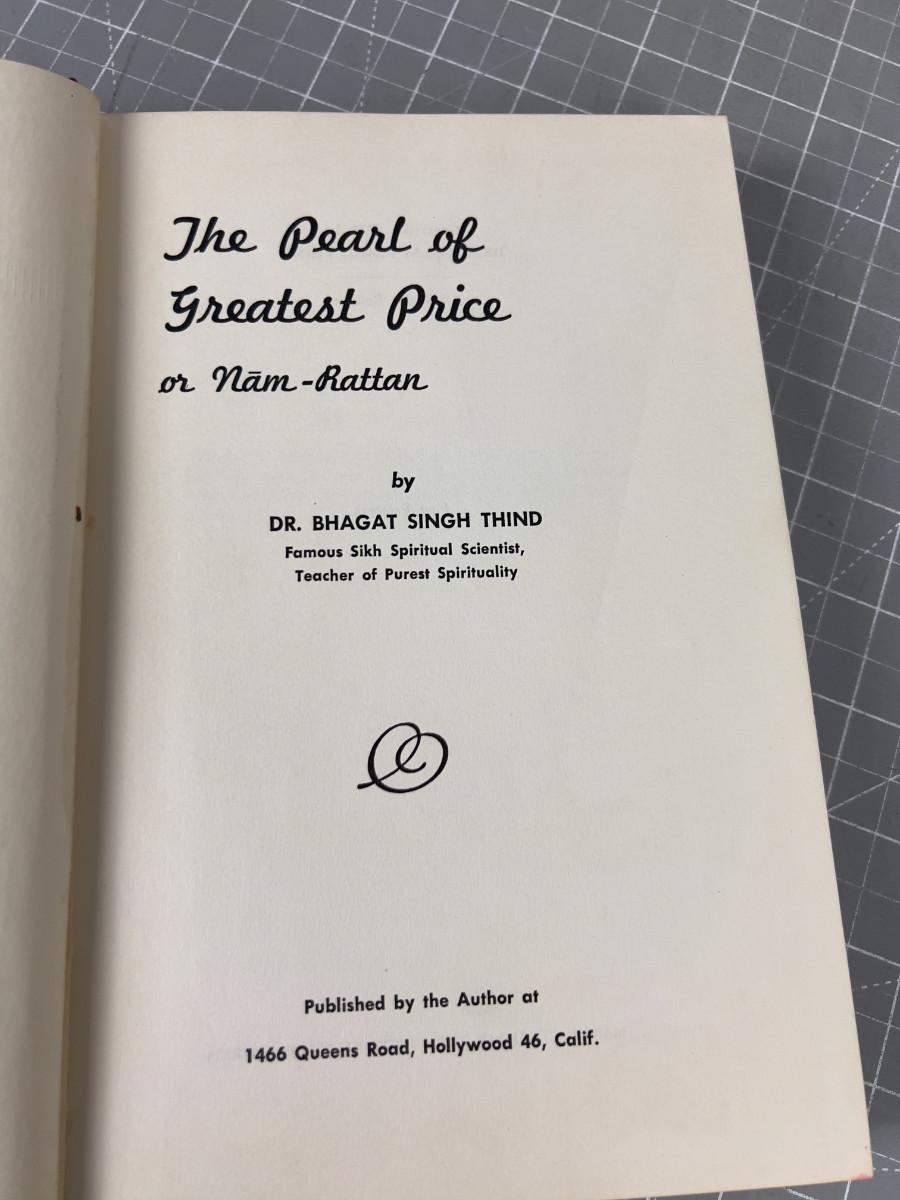 The Pearl of
Greatest Price
or Nām-Rattan
by
DR. BHAGAT SINGH THIND
Famous Sikh Spiritual Scientist,
Teacher of Purest Spirituality
Published by the Author at
1466 Queens Road, Hollywood 46, Calif.